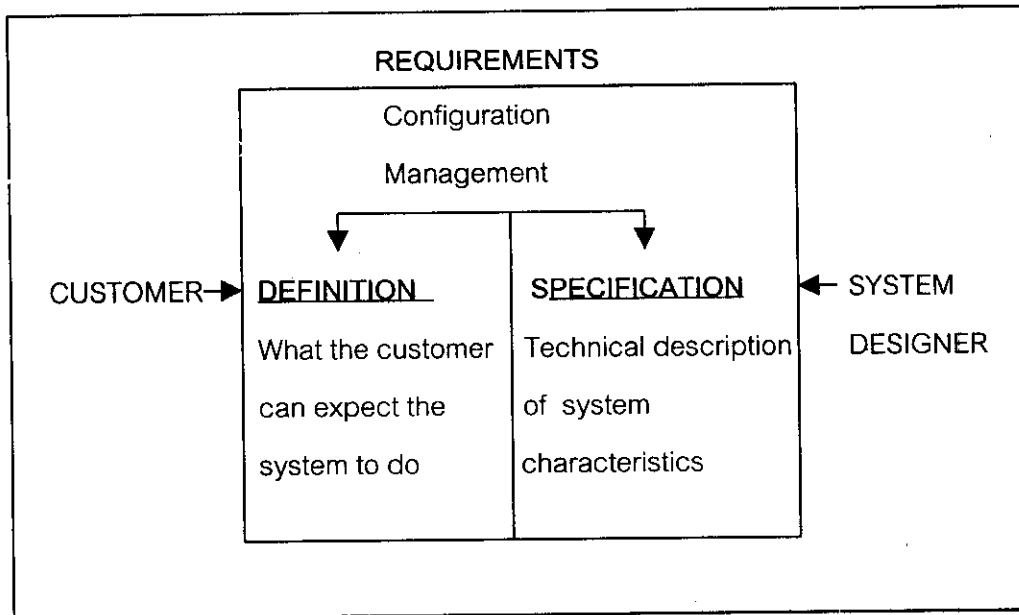 REQUIREMENTS
Configuration
Management
CUSTOMER
DEFINITION
What the customer
can expect the
system to do
SPECIFICATION
Technical description
of system
characteristics
SYSTEM
DESIGNER